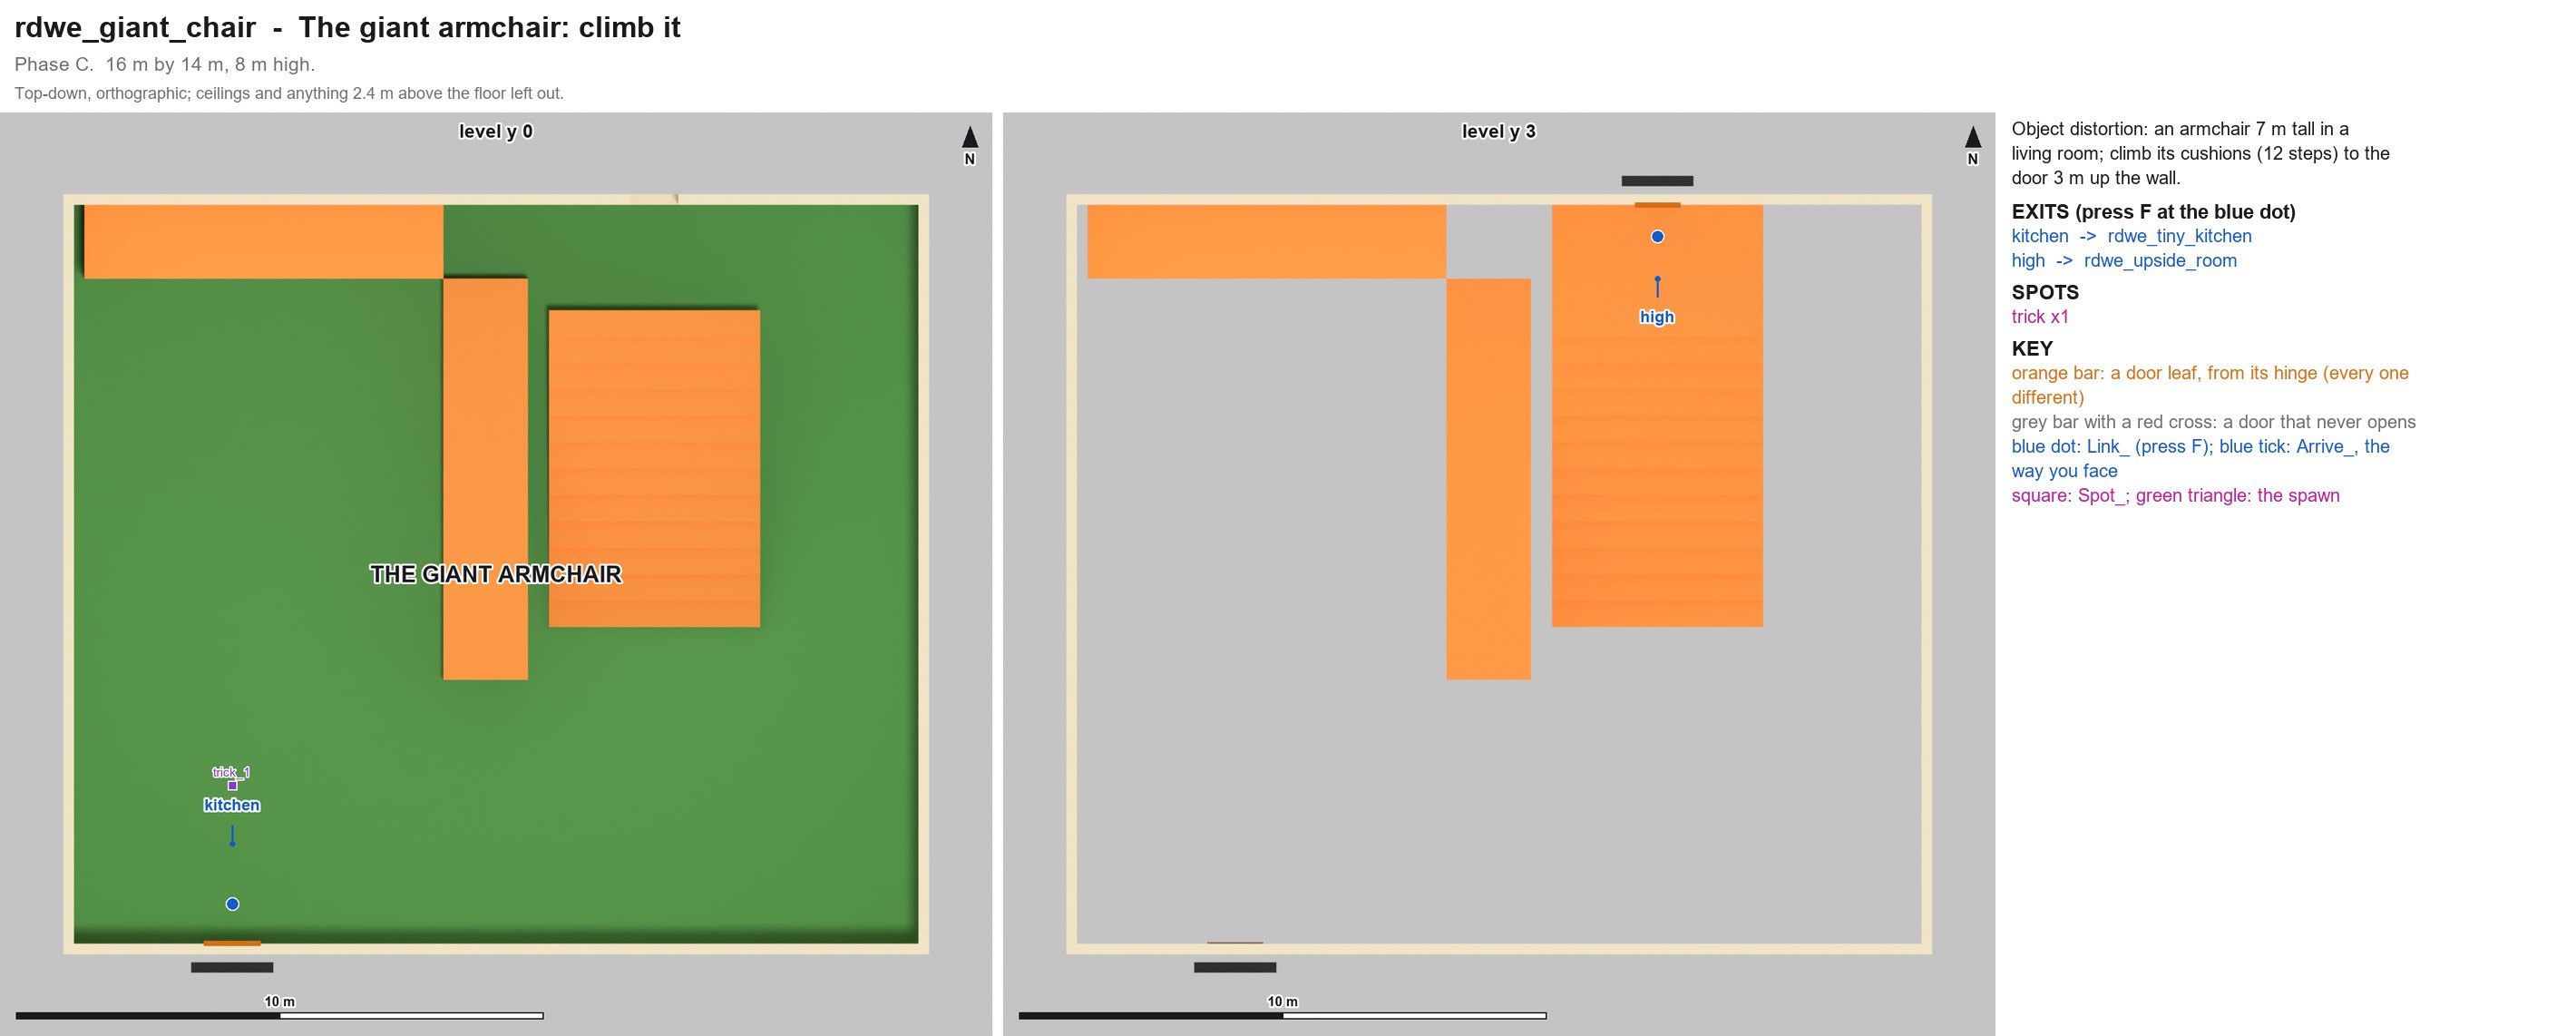 rdwe_giant_chair  -  The giant armchair: climb it
Phase C.  16 m by 14 m, 8 m high.
Top-down, orthographic; ceilings and anything 2.4 m above the floor left out.
level y 0
N
THE GIANT ARMCHAIR
trick_1
kitchen
10 m
level y 3
N
high
10 m
Object distortion: an armchair 7 m tall in a
living room; climb its cushions (12 steps) to the
door 3 m up the wall.
EXITS (press F at the blue dot)
kitchen  ->  rdwe_tiny_kitchen
high  ->  rdwe_upside_room
SPOTS
trick x1
KEY
orange bar: a door leaf, from its hinge (every one
different)
grey bar with a red cross: a door that never opens
blue dot: Link_ (press F); blue tick: Arrive_, the
way you face
square: Spot_; green triangle: the spawn